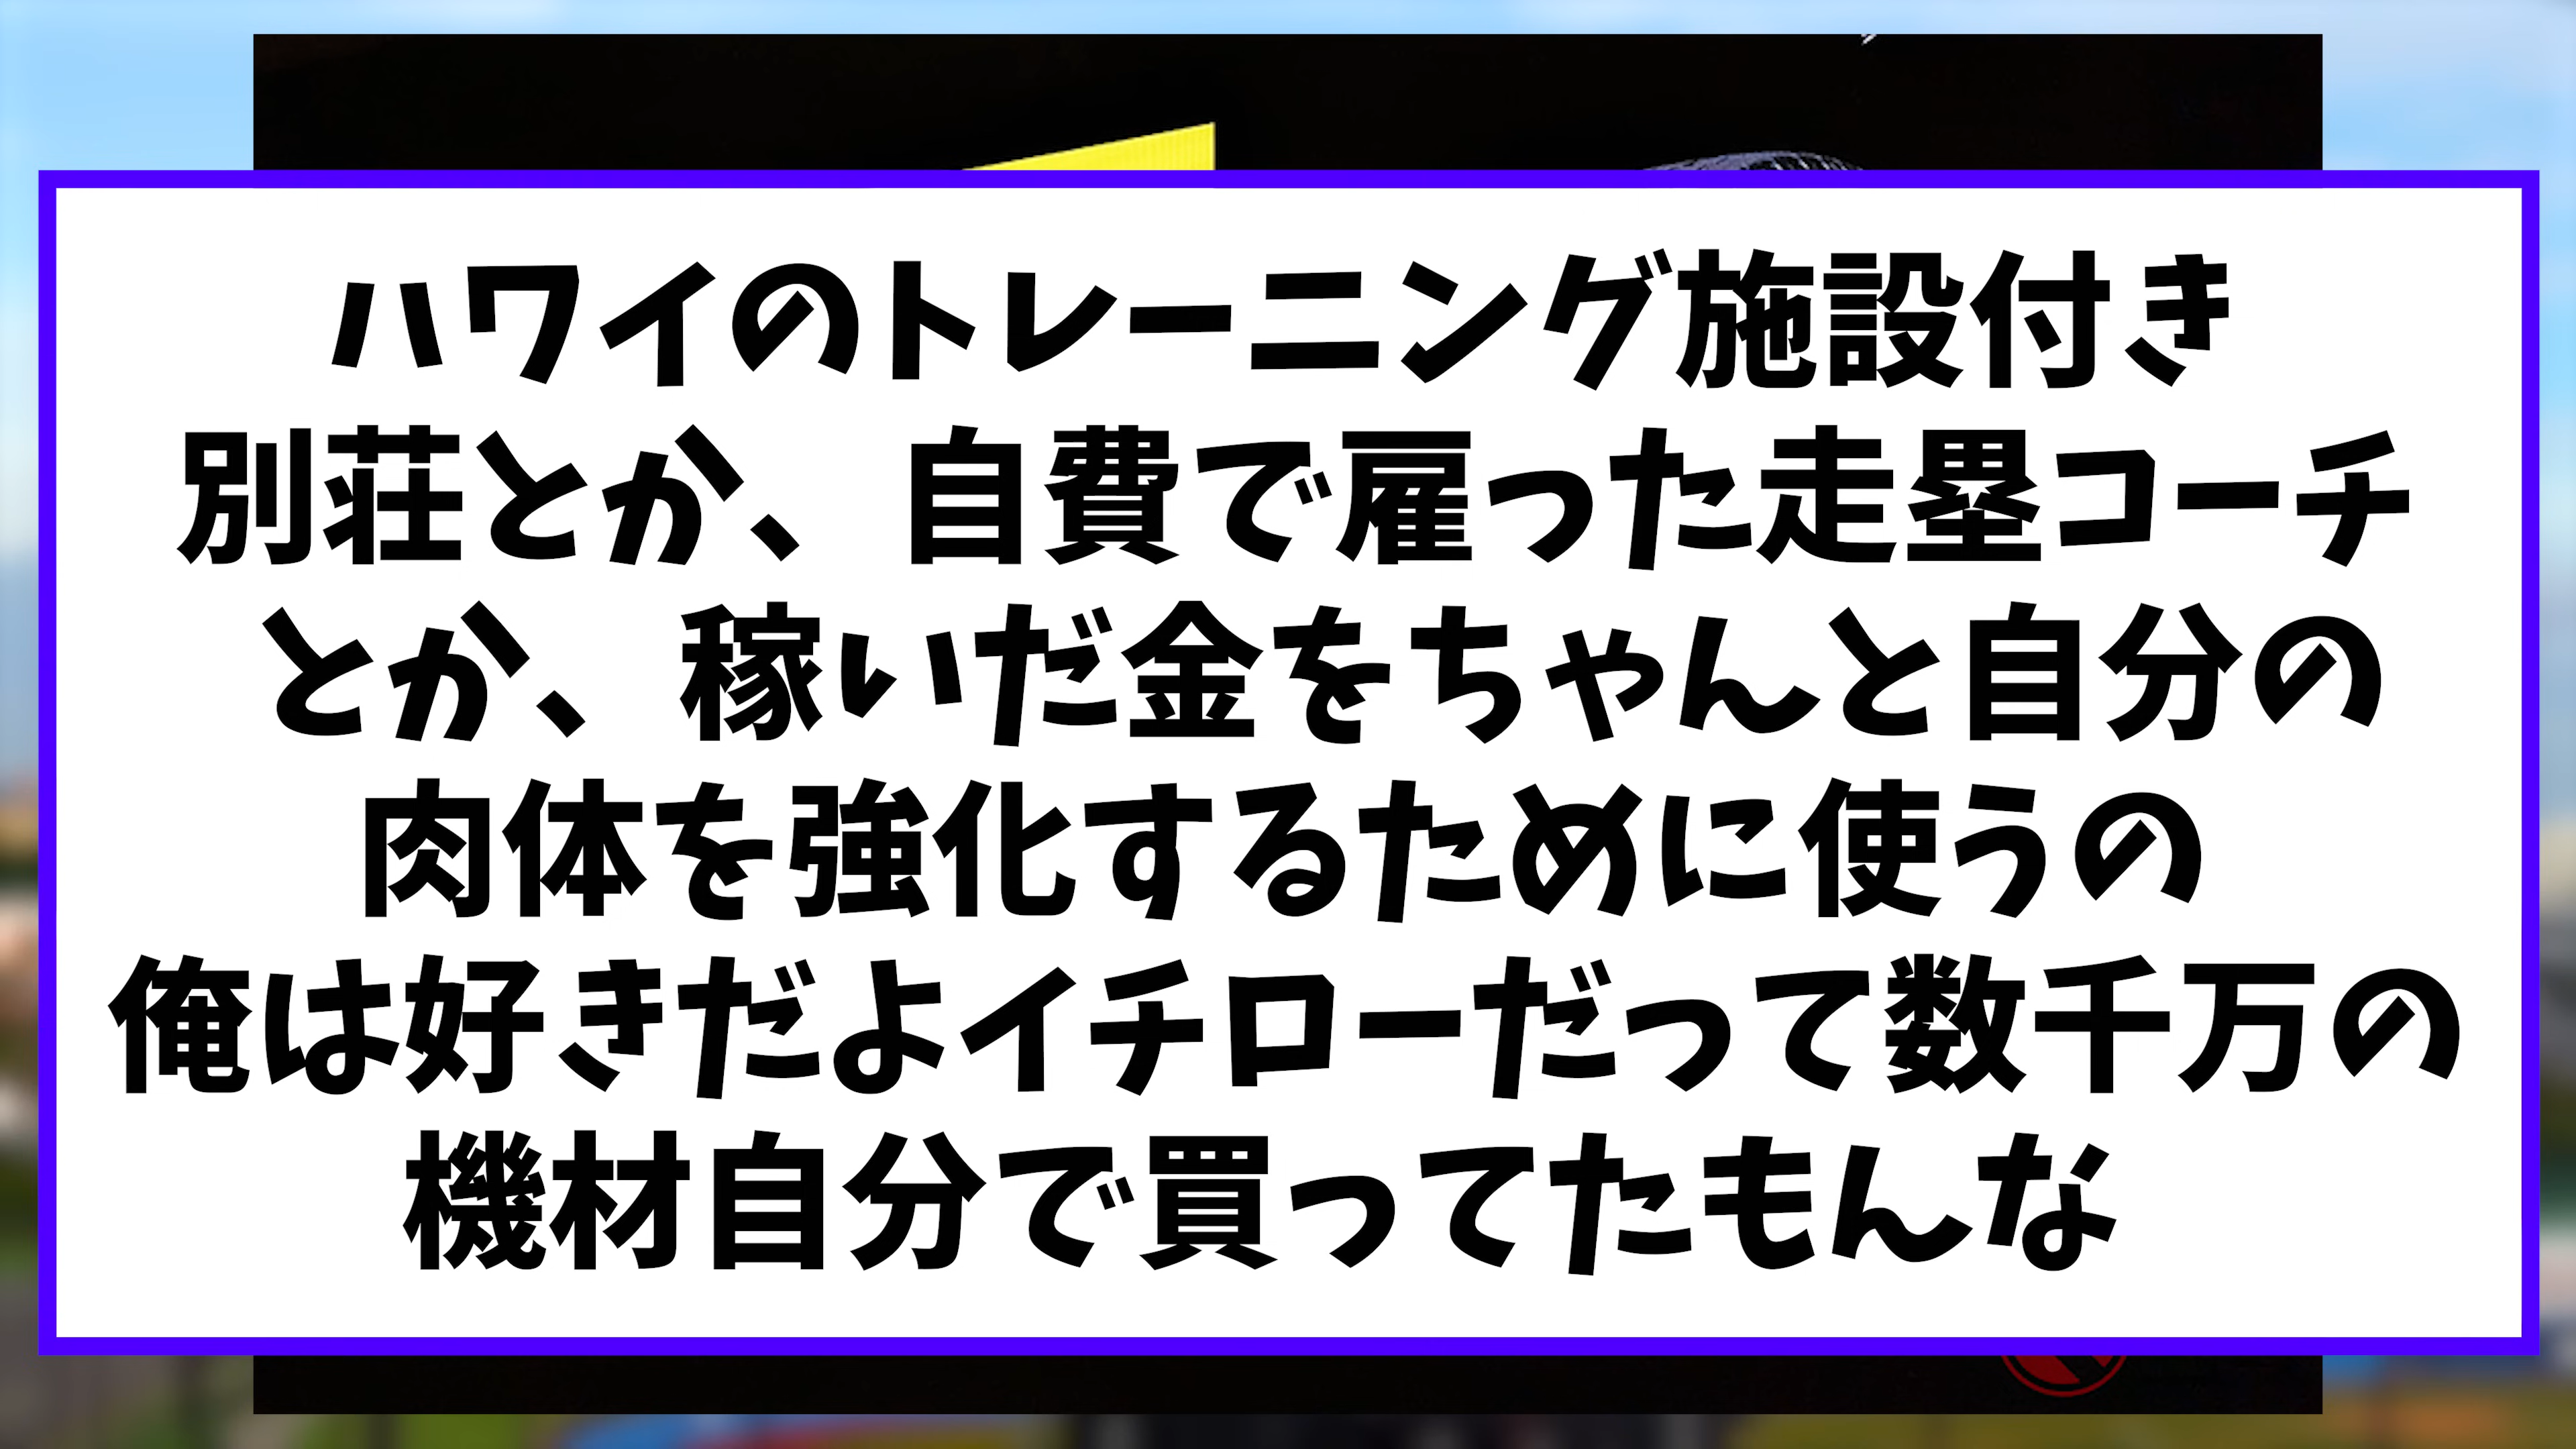 ハワイのトレーニング施設付き
別荘とか、自費で雇った走塁コーチ
とか、稼いだ金をちゃんと自分の
肉体を強化するために使うの
俺は好きだよイチローだって数千万の
機材自分で買ってたもんな